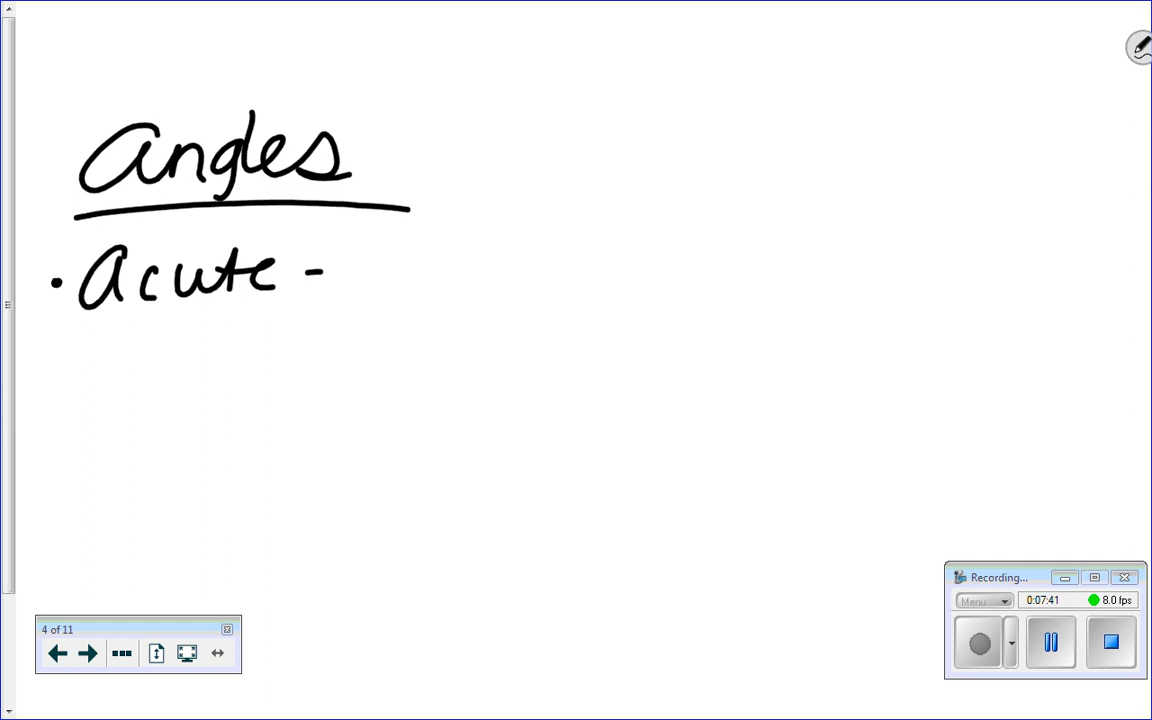 Angles
• Acute -
Recording...
Menu
0:07:41
8.0 fps
4 of 11